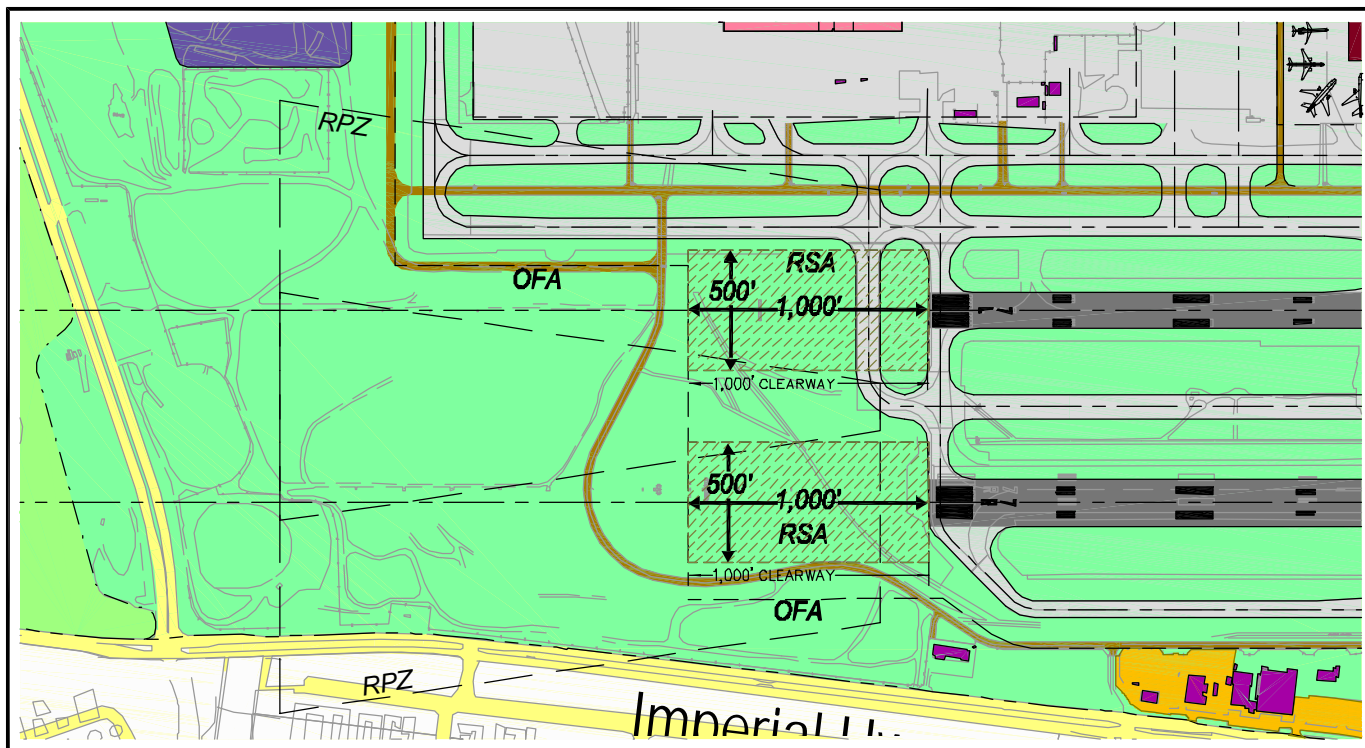 RPZ
RSA
OFA
500'
1,000'
1,000' CLEARWAY
500'
1,000'
RSA
1,000' CLEARWAY
OFA
RPZ
Imperial